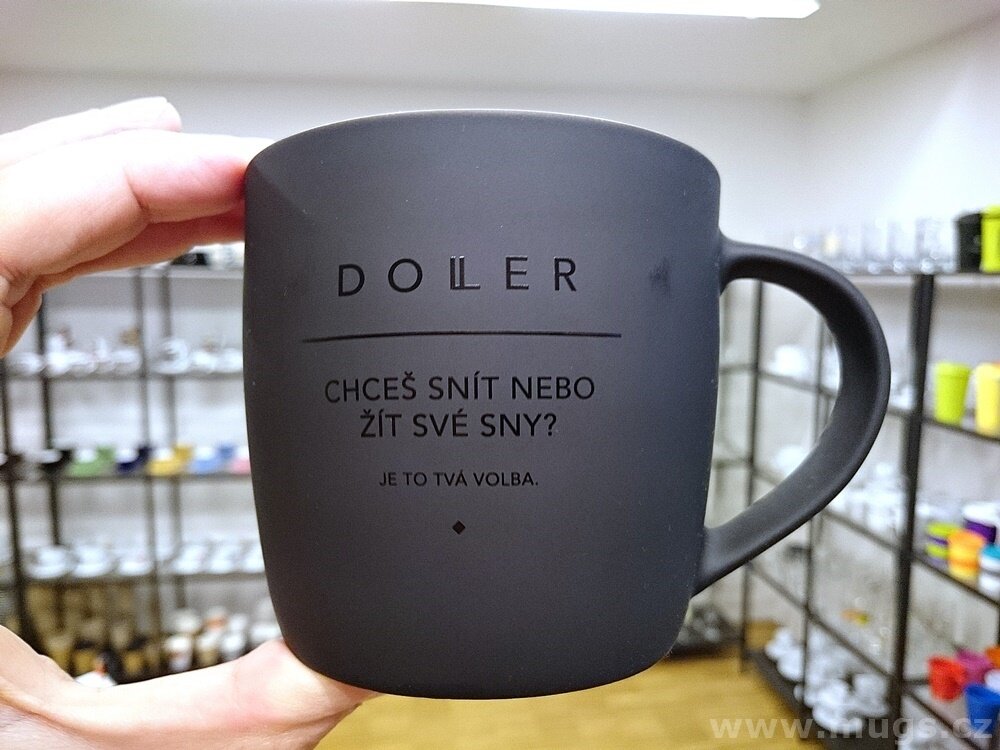 DOLLER
CHCEŠ SNÍT NEBO
ŽÍT SVÉ SNY?
JE TO TVÁ VOLBA.
www.mugs.cz